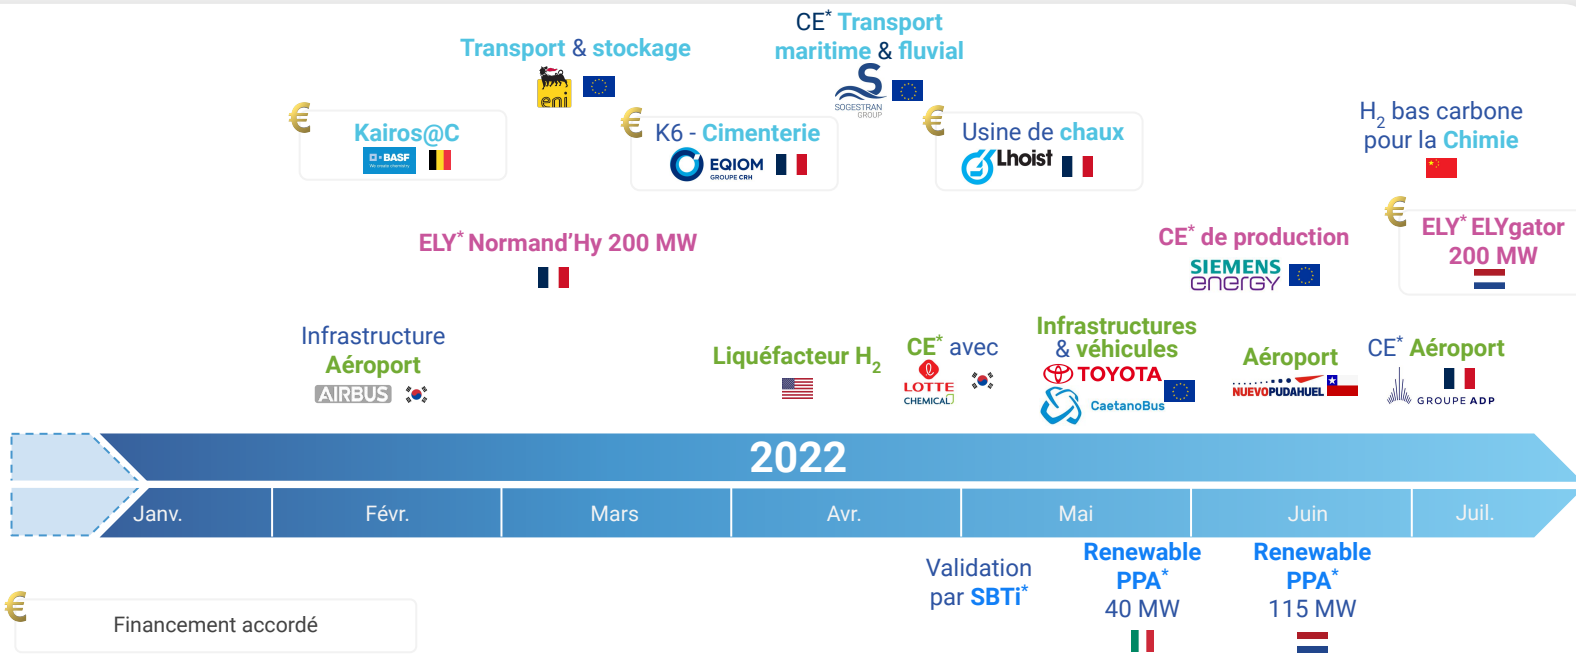 CE* Transport
maritime & fluvial
SOGESTRAN
GROUP
Transport & stockage
eni
€
Kairos@C
BASF
We create chemistry
€
K6 - Cimenterie
EQIOM
GROUPE CRH
€
Usine de chaux
Lhoist
H2 bas carbone
pour la Chimie
ELY* Normand’Hy 200 MW
CE* de production
SIEMENS
energy
€
ELY* ELYgator
200 MW
Infrastructure
Aéroport
AIRBUS
Liquéfacteur H2
CE* avec
LOTTE
CHEMICAL
Infrastructures
& véhicules
TOYOTA
CaetanoBus
Aéroport
NUEVOPUDAHUEL
CE* Aéroport
GROUPE ADP
2022
Janv.
Févr.
Mars
Avr.
Mai
Juin
Juil.
Validation
par SBTi*
Renewable
PPA*
40 MW
Renewable
PPA*
115 MW
€
Financement accordé